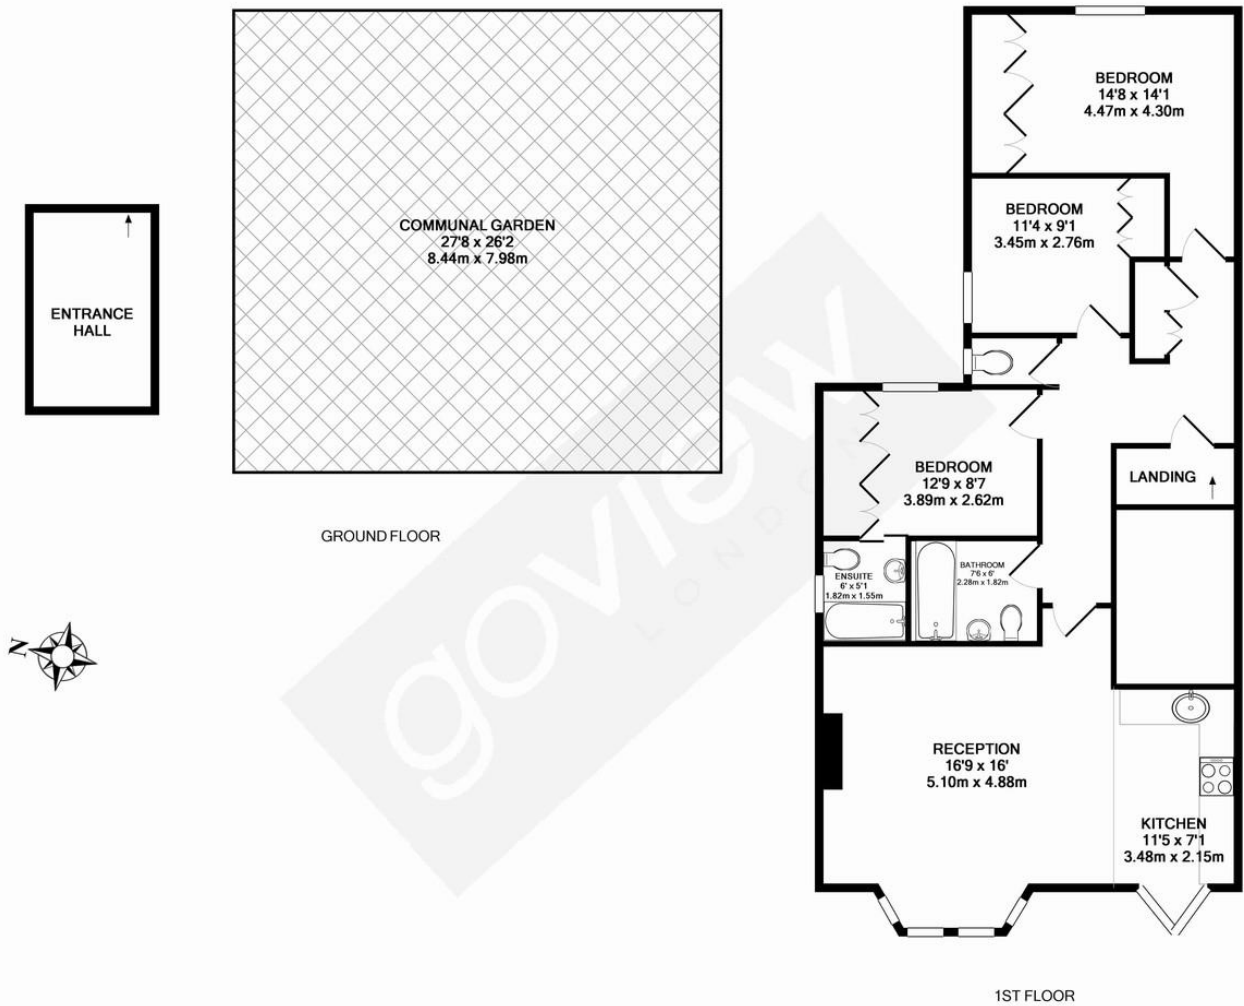 ENTRANCE
HALL
COMMUNAL GARDEN
27'8 x 26'2
8.44m x 7.98m
GROUND FLOOR
N
goview
LONDON
BEDROOM
14'8 x 14'1
4.47m x 4.30m
BEDROOM
11'4 x 9'1
3.45m x 2.76m
BEDROOM
12'9 x 8'7
3.89m x 2.62m
LANDING
ENSUITE
6' x 5'1
1.82m x 1.55m
BATHROOM
7'6 x 6'
2.28m x 1.82m
RECEPTION
16'9 x 16'
5.10m x 4.88m
KITCHEN
11'5 x 7'1
3.48m x 2.15m
1ST FLOOR